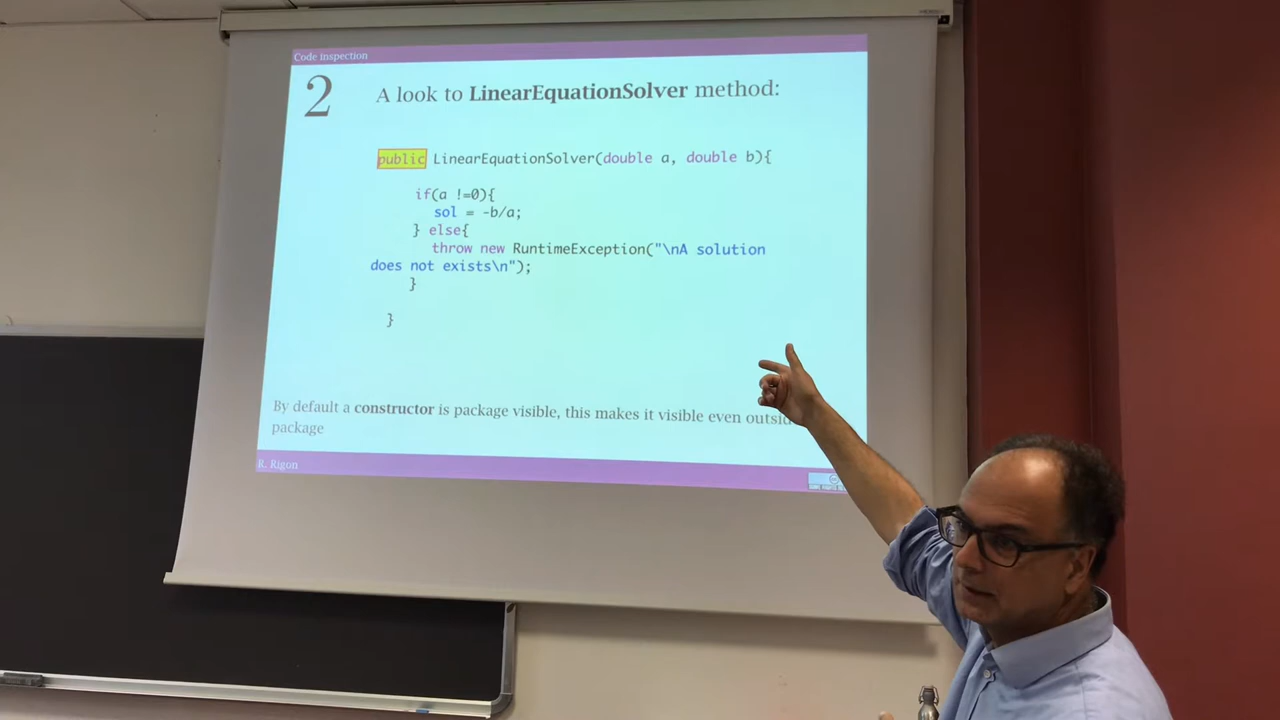 Code inspection
2
A look to LinearEquationSolver method:
public LinearEquationSolver(double a, double b){
if(a !=0){
sol = -b/a;
} else{
throw new RuntimeException("\nA solution
does not exists\n");
}
}
By default a constructor is package visible, this makes it visible even
package
R. Rigon